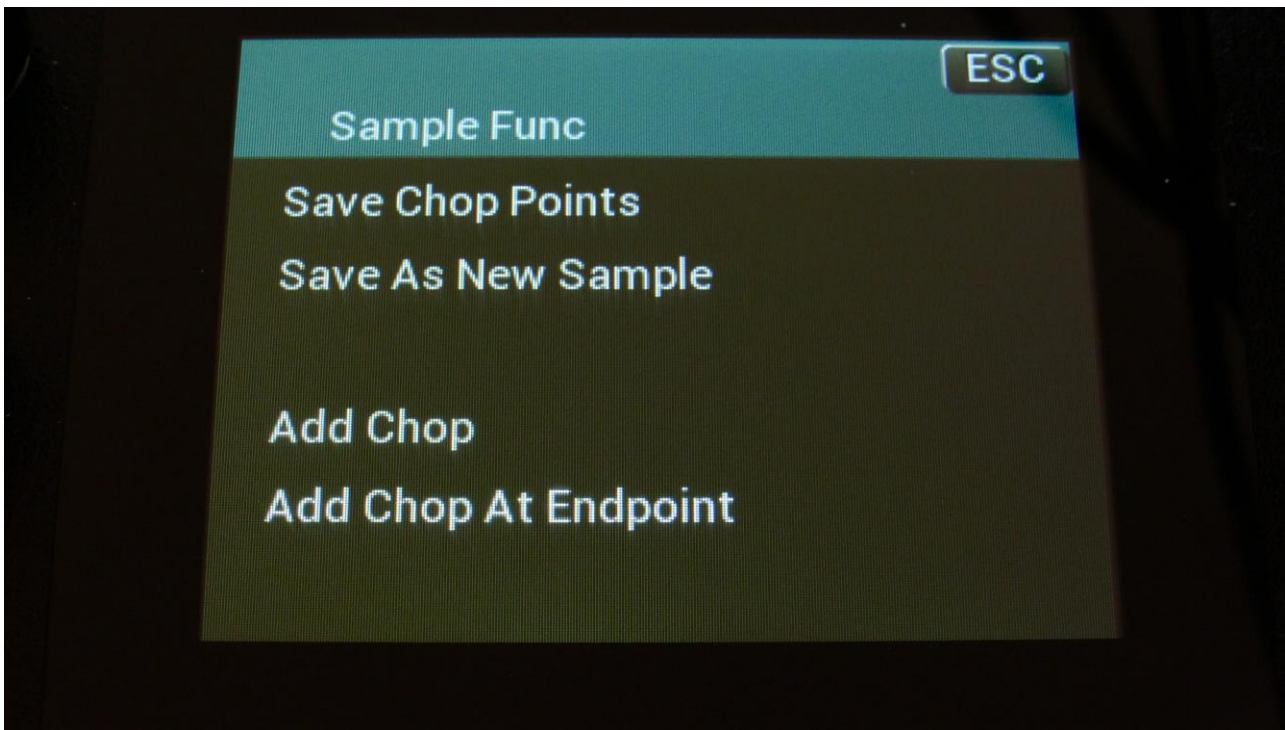 ESC
Sample Func
Save Chop Points
Save As New Sample
Add Chop
Add Chop At Endpoint